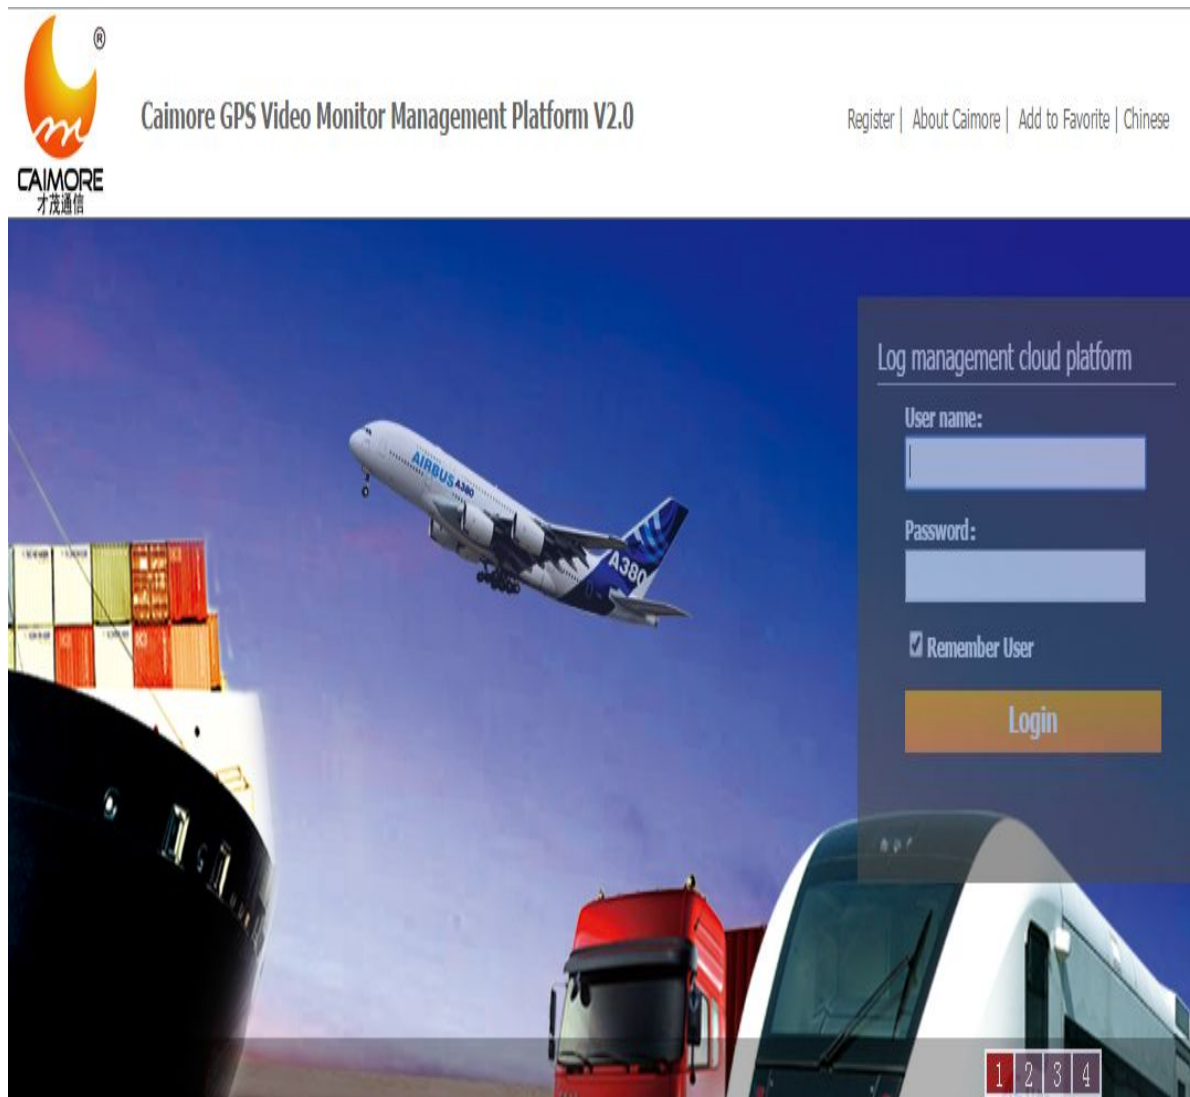 ®
CAIMORE
才茂通信
Caimore GPS Video Monitor Management Platform V2.0
Register | About Caimore | Add to Favorite | Chinese
Log management cloud platform
User name:
Password:
Remember User
Login
AIRBUS A380
A380
1 2 3 4